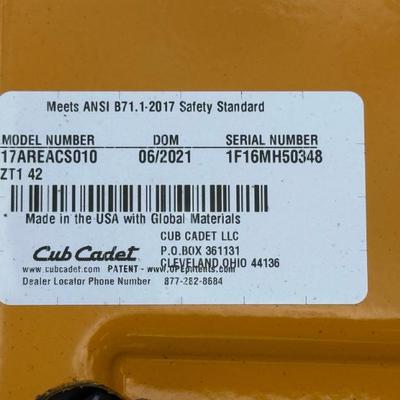 Meets ANSI B71.1-2017 Safety Standard
MODEL NUMBER DOM SERIAL NUMBER
17AREACS010 06/2021 1F16MH50348
ZT1 42
* Made in the USA with Global Materials *
CUB CADET LLC
Cub Cadet P.O.BOX 361131
www.cubcadet.com PATENT - www.OPEpatents.com CLEVELAND,OHIO 44136
Dealer Locator Phone Number 877-282-8684